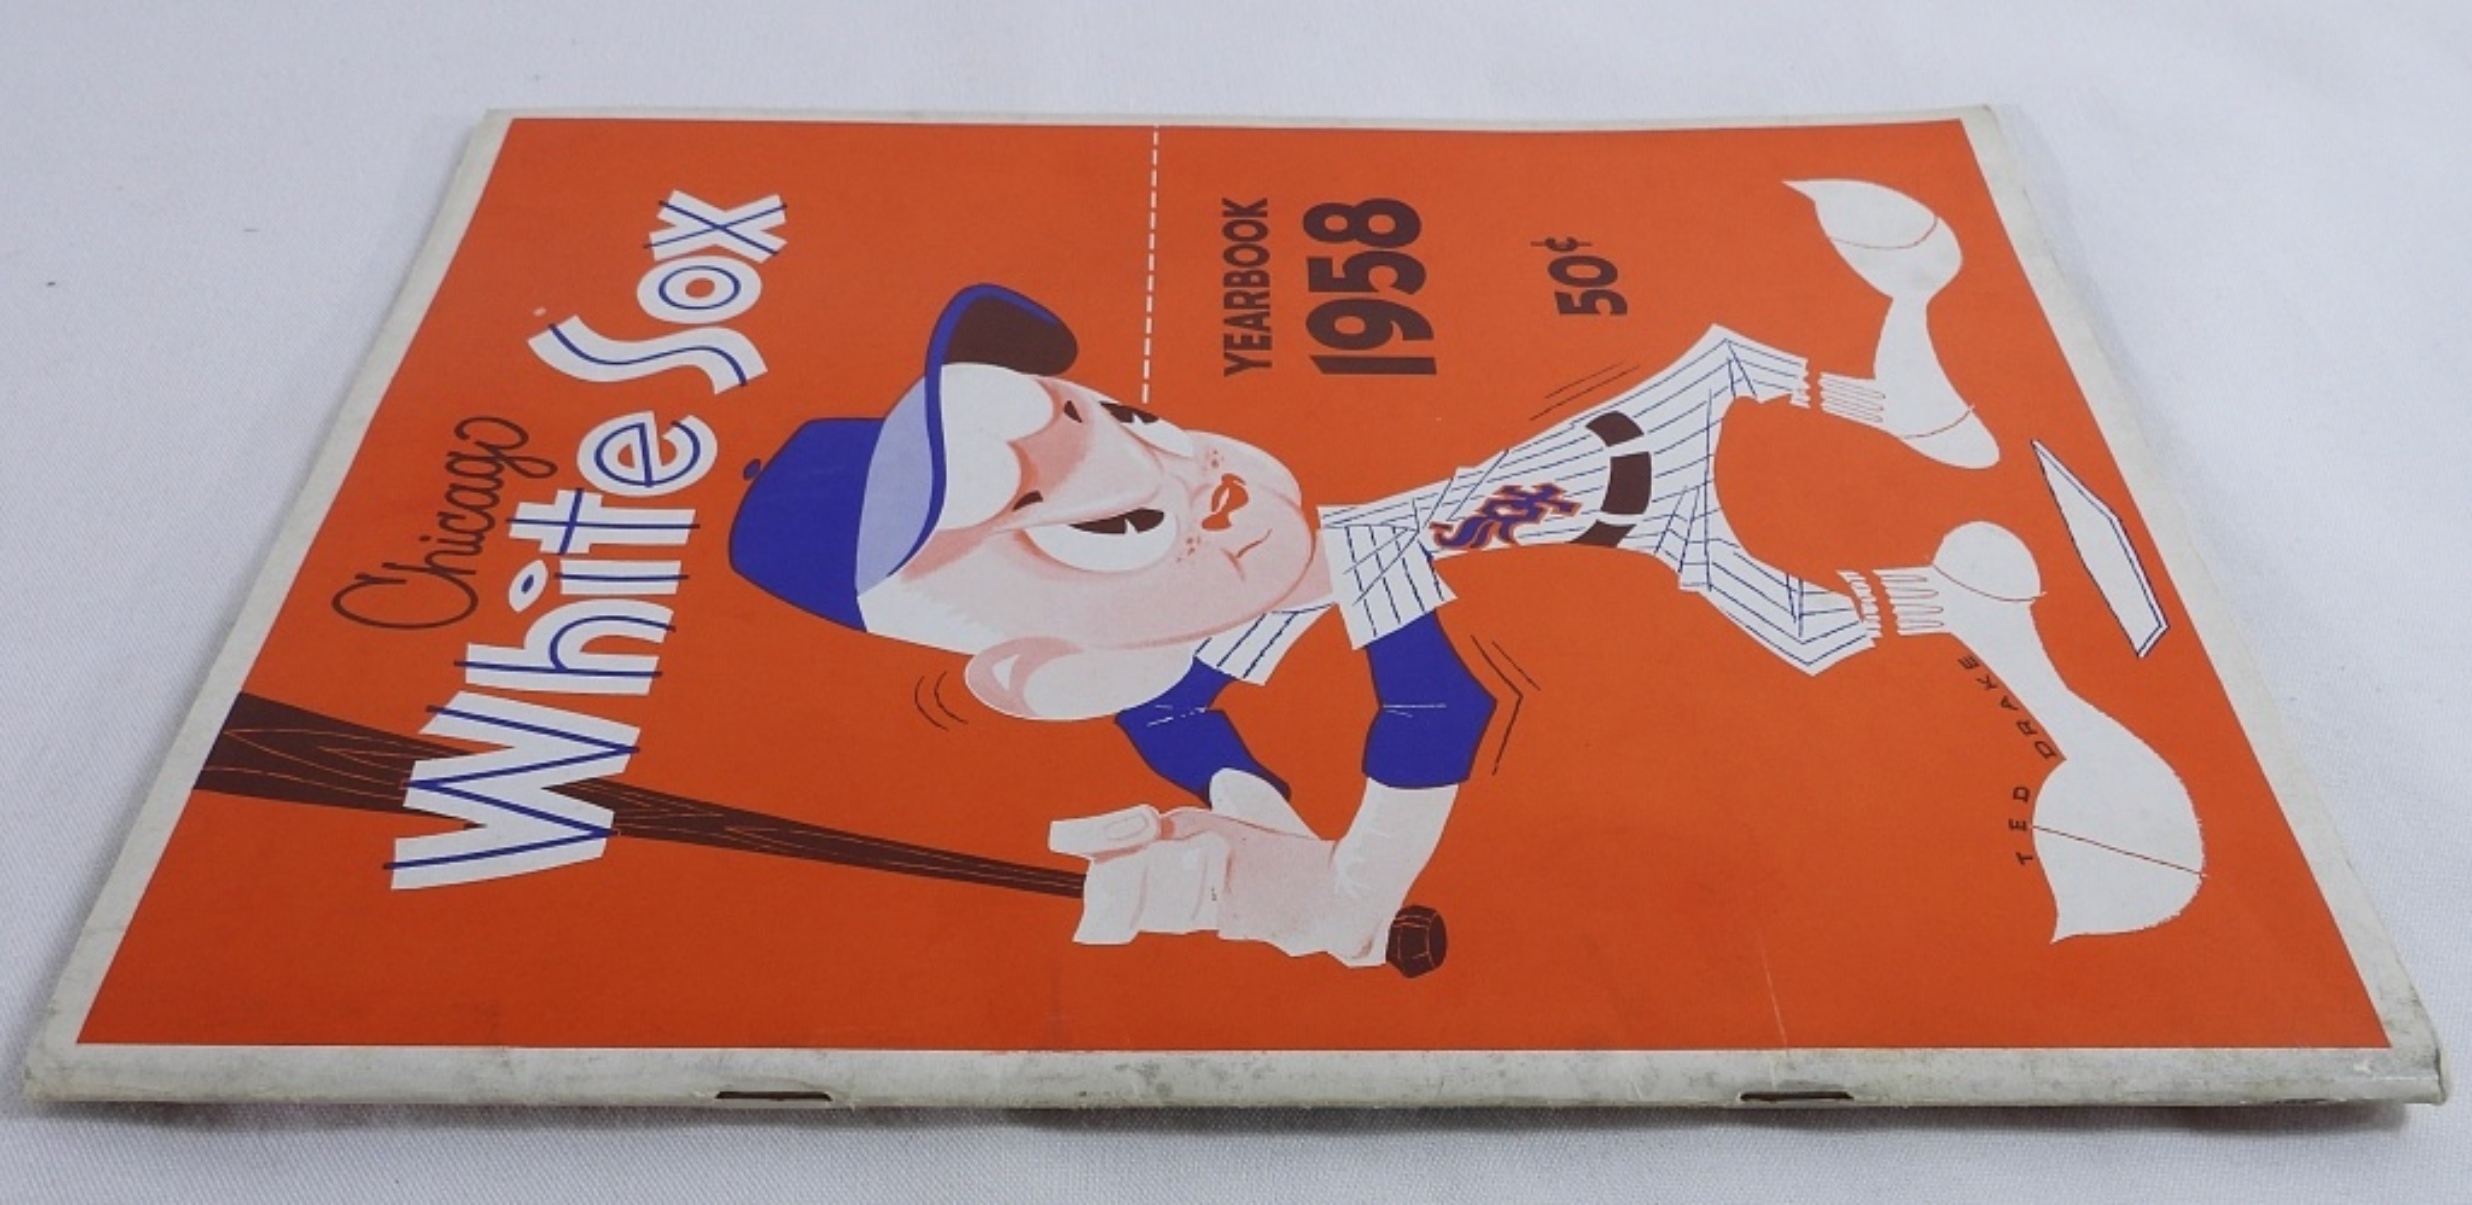 Chicago
White Sox
YEARBOOK
1958
50¢
Sox
TED DRAKE